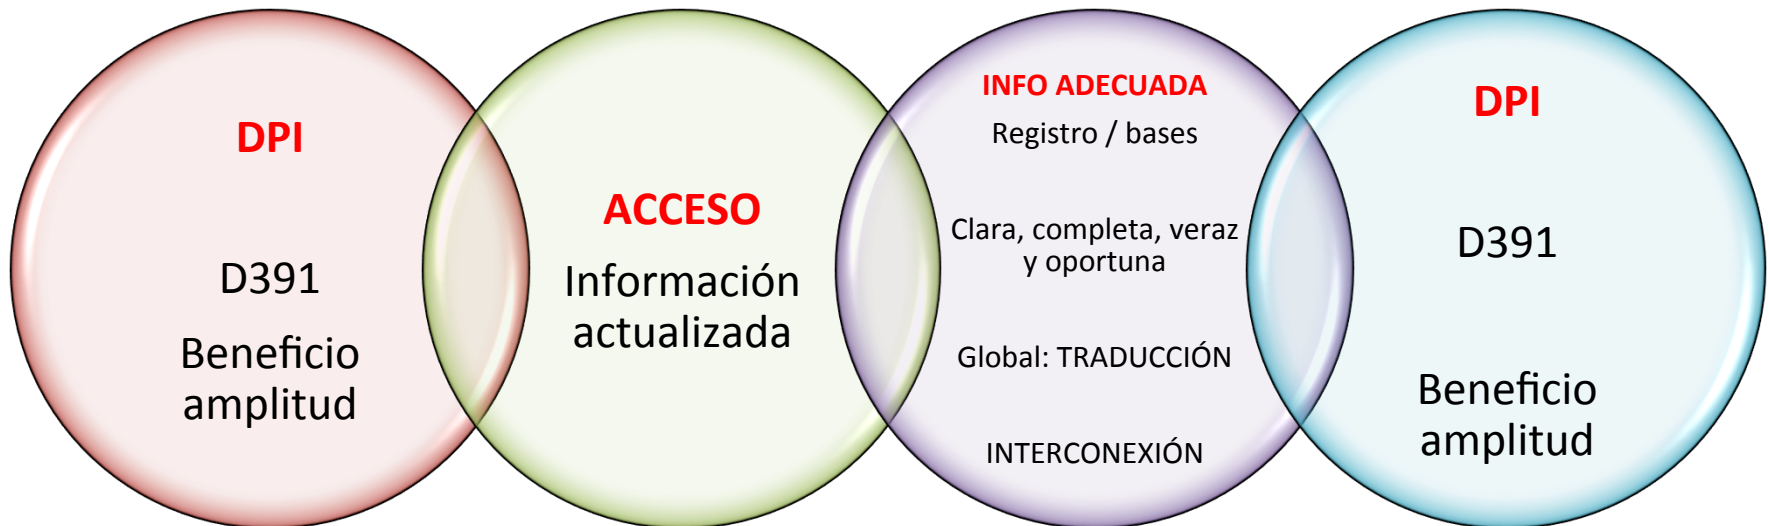 DPI
D391
Beneficio
amplitud
ACCESO
Información
actualizada
INFO ADECUADA
Registro / bases
Clara, completa, veraz
y oportuna
Global: TRADUCCIÓN
INTERCONEXIÓN
DPI
D391
Beneficio
amplitud